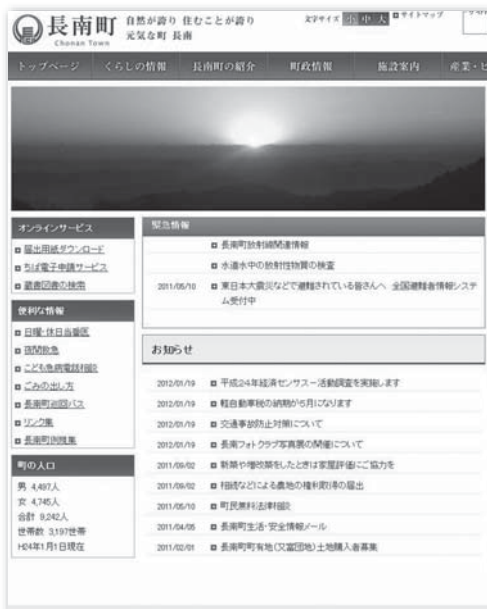 長南町
Chonan Town
自然が誇り 住むことが誇り
元気な町 長南
文字サイズ 小 中 大 サイトマップ
トップページ くらしの情報 長南町の紹介 町政情報 施設案内 産業・ビ
オンラインサービス
届出用紙ダウンロード
ちば電子申請サービス
蔵書図書の検索
便利な情報
日曜・休日当番医
夜間救急
こども急病電話相談
ごみの出し方
長南町巡回バス
リンク集
長南町例規集
町の人口
男 4,497人
女 4,745人
合計 9,242人
世帯数 3,197世帯
H24年1月1日現在
緊急情報
長南町放射線関連情報
水道水中の放射性物質の検査
2011/05/10 東日本大震災などで避難されている皆さんへ 全国避難者情報システ
ム受付中
お知らせ
2012/01/19 平成24年経済センサス－活動調査を実施します
2012/01/19 軽自動車税の納期が5月になります
2012/01/19 交通事故防止対策について
2012/01/19 長南フォトクラブ写真展の開催について
2011/09/02 新築や増改築をしたときは家屋評価にご協力を
2011/09/02 相続などによる農地の権利取得の届出
2011/05/10 町民無料法律相談
2011/04/05 長南町生活・安全情報メール
2011/02/01 長南町町有地(又富団地)土地購入者募集